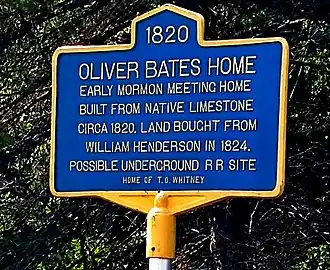 1820
OLIVER BATES HOME
EARLY MORMON MEETING HOME
BUILT FROM NATIVE LIMESTONE
CIRCA 1820. LAND BOUGHT FROM
WILLIAM HENDERSON IN 1824.
POSSIBLE UNDERGROUND R R SITE
HOME OF T. O. WHITNEY